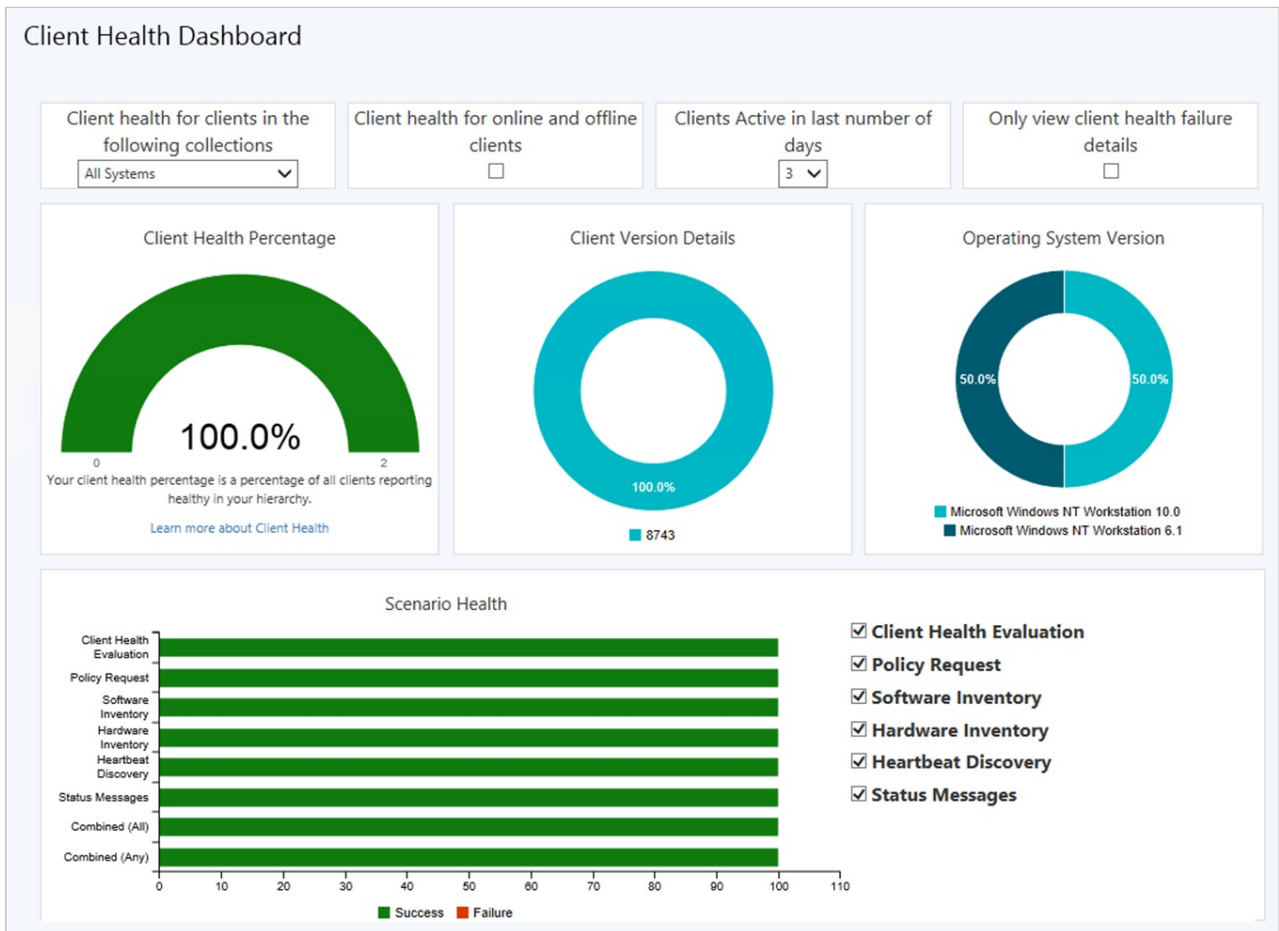 Client Health Dashboard
Client health for clients in the
following collections
All Systems
Client health for online and offline
clients
Clients Active in last number of
days
3
Only view client health failure
details
Client Health Percentage
100.0%
0
2
Your client health percentage is a percentage of all clients reporting
healthy in your hierarchy.
Learn more about Client Health
Client Version Details
100.0%
8743
Operating System Version
50.0%
50.0%
Microsoft Windows NT Workstation 10.0
Microsoft Windows NT Workstation 6.1
Scenario Health
Client Health
Evaluation
Policy Request
Software
Inventory
Hardware
Inventory
Heartbeat
Discovery
Status Messages
Combined (All)
Combined (Any)
0 10 20 30 40 50 60 70 80 90 100 110
Success Failure
Client Health Evaluation
Policy Request
Software Inventory
Hardware Inventory
Heartbeat Discovery
Status Messages